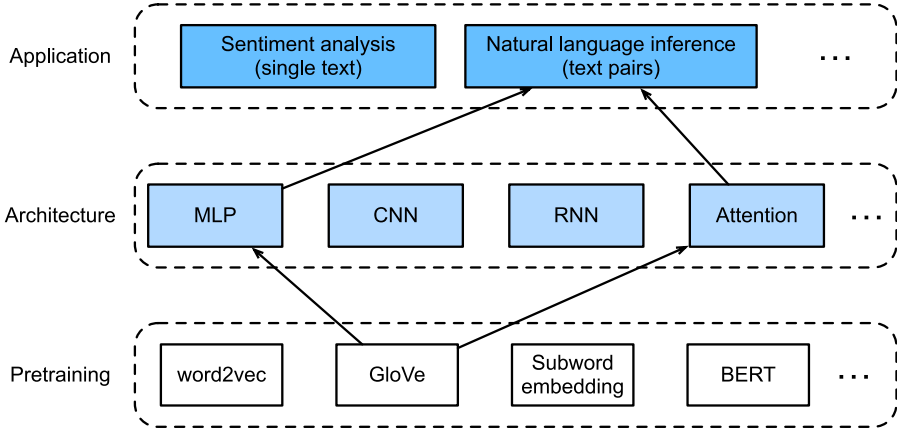 Application
Sentiment analysis
(single text)
Natural language inference
(text pairs)
...
Architecture
MLP
CNN
RNN
Attention
...
Pretraining
word2vec
GloVe
Subword
embedding
BERT
...